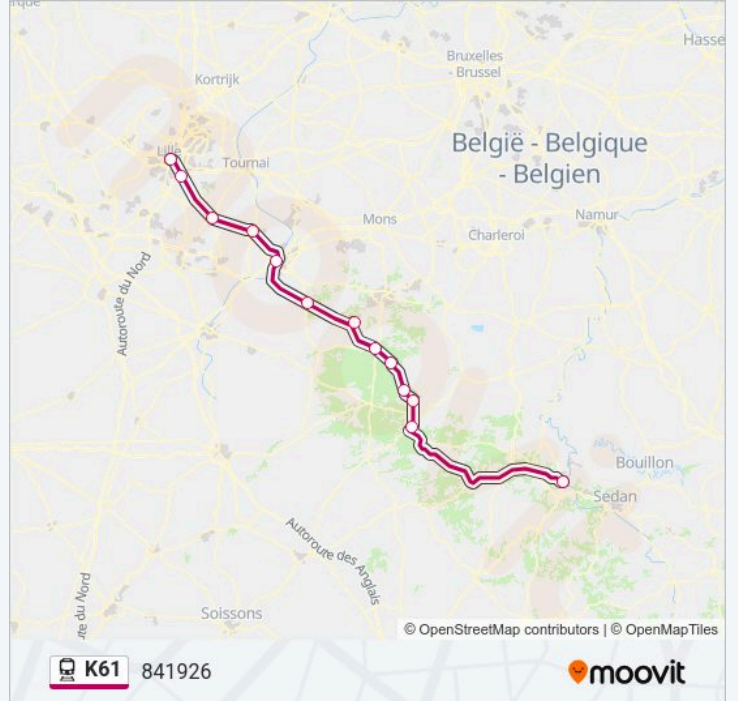 Hasse
Bruxelles
- Brussel
Kortrijk
België - Belgique
- Belgien
Lille
Tournai
Mons
Namur
Charleroi
Autoroute du Nord
Bouillon
Sedan
Autoroute des Anglais
te du Nord
Soissons
© OpenStreetMap contributors | © OpenMapTiles
K61 841926
moovit